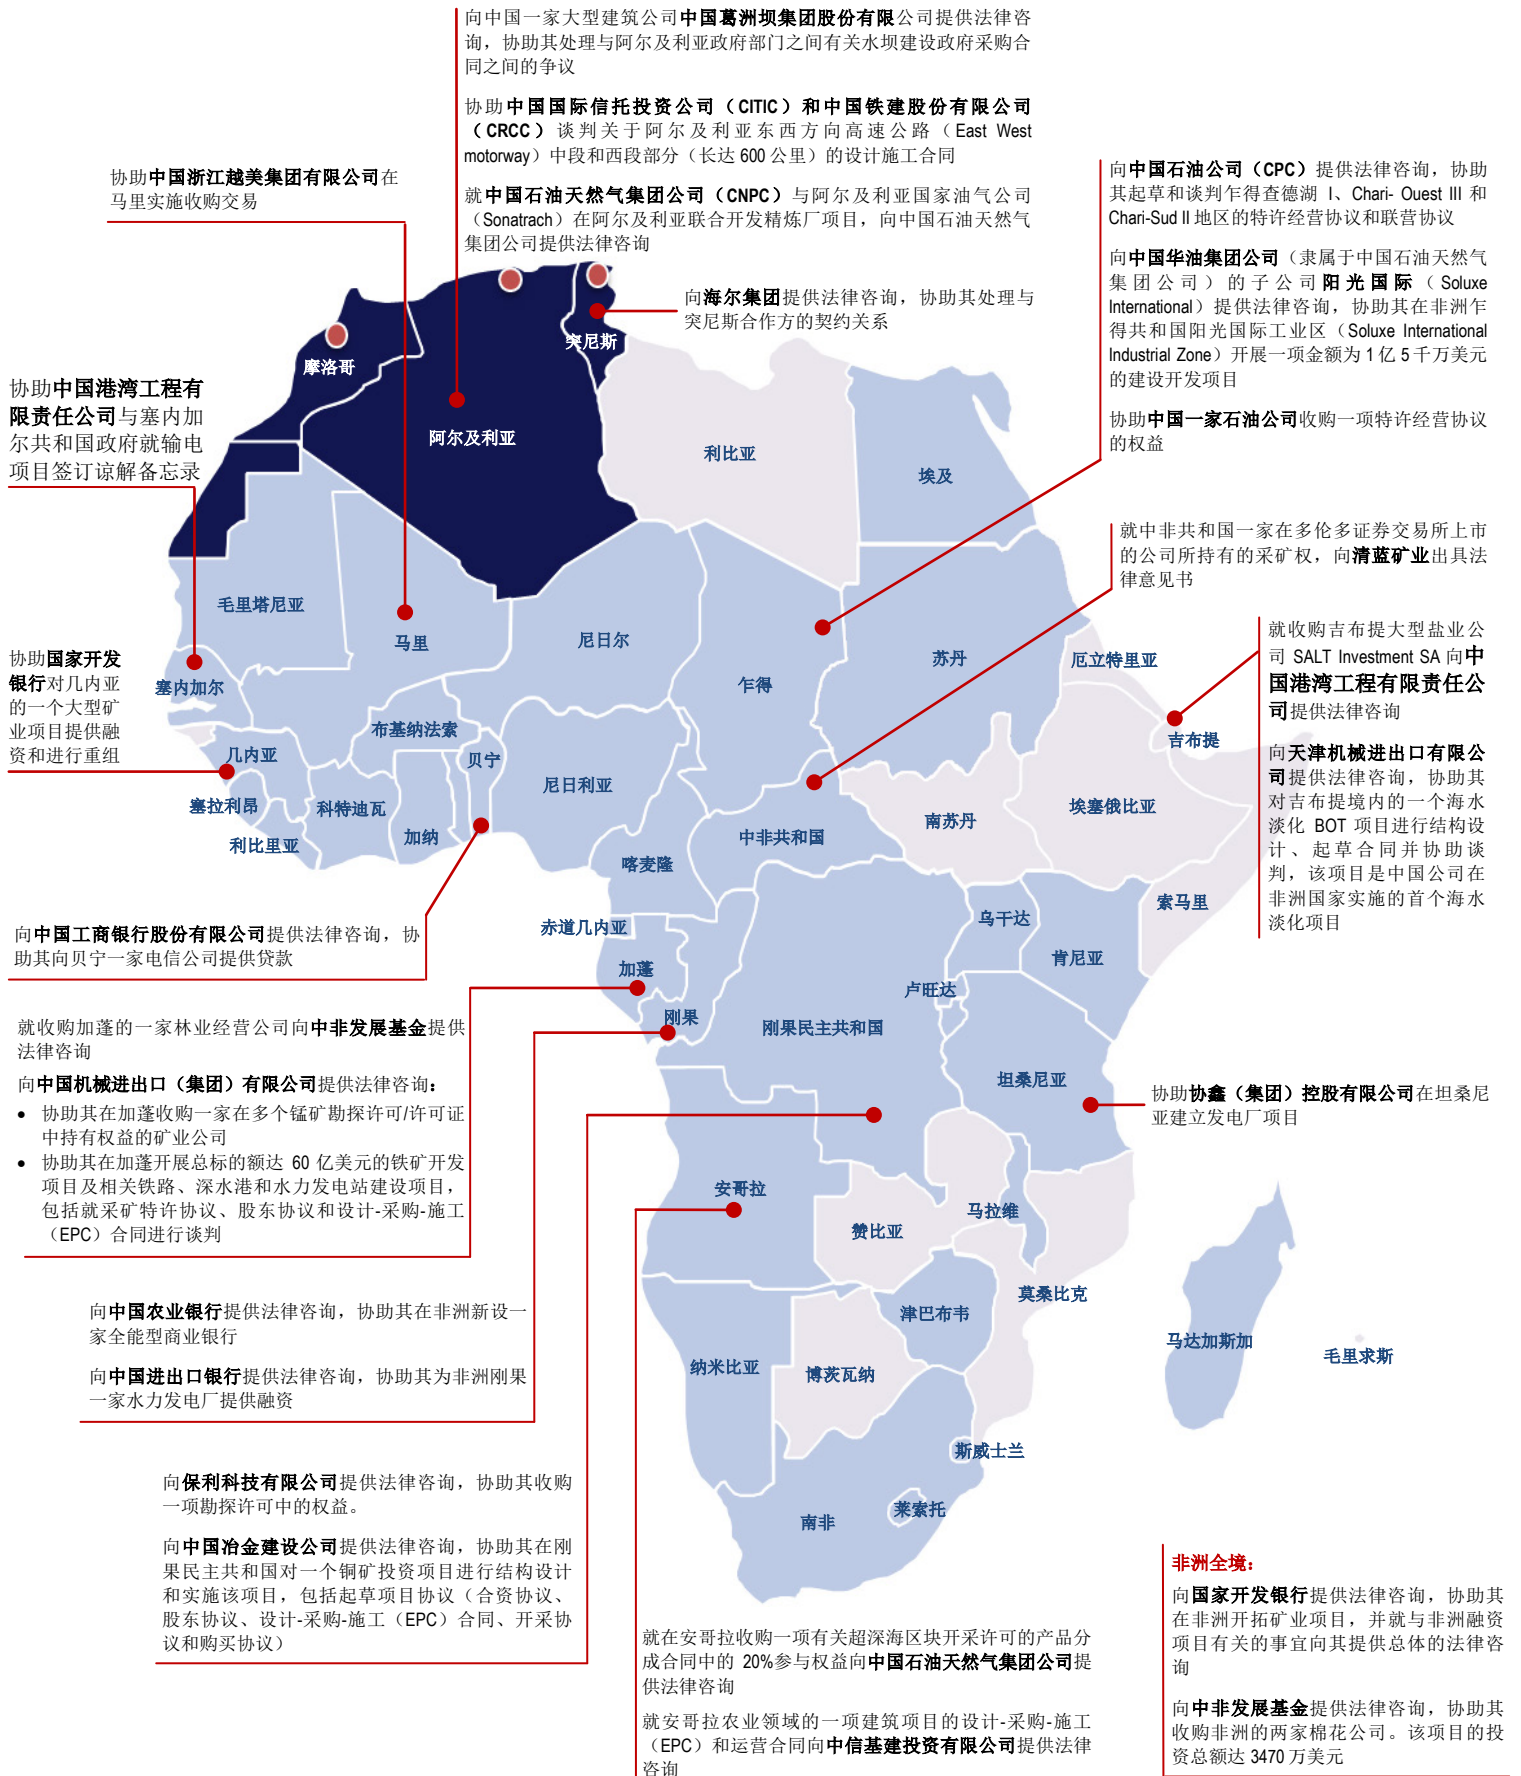 向中国一家大型建筑公司中国葛洲坝集团股份有限公司提供法律咨
询，协助其处理与阿尔及利亚政府部门之间有关水坝建设政府采购合
同之间的争议
协助中国国际信托投资公司（CITIC）和中国铁建股份有限公司
（CRCC）谈判关于阿尔及利亚东西方向高速公路（East West
motorway）中段和西段部分（长达 600 公里）的设计施工合同
就中国石油天然气集团公司（CNPC）与阿尔及利亚国家油气公司
（Sonatrach）在阿尔及利亚联合开发精炼厂项目，向中国石油天然气
集团公司提供法律咨询
协助中国浙江越美集团有限公司在
马里实施收购交易
向中国石油公司（CPC）提供法律咨询，协助
其起草和谈判乍得查德湖 I、Chari- Ouest III 和
Chari-Sud II 地区的特许经营协议和联营协议
向中国华油集团公司（隶属于中国石油天然气
集团公司）的子公司阳光国际（Soluxe
International）提供法律咨询，协助其在非洲乍
得共和国阳光国际工业区（Soluxe International
Industrial Zone）开展一项金额为 1 亿 5 千万美元
的建设开发项目
协助中国一家石油公司收购一项特许经营协议
的权益
向海尔集团提供法律咨询，协助其处理与
突尼斯合作方的契约关系
突尼斯
摩洛哥
协助中国港湾工程有
限责任公司与塞内加
尔共和国政府就输电
项目签订谅解备忘录
阿尔及利亚
利比亚
埃及
就中非共和国一家在多伦多证券交易所上市
的公司所持有的采矿权，向清蓝矿业出具法
律意见书
毛里塔尼亚
马里
尼日尔
乍得
苏丹
厄立特里亚
就收购吉布提大型盐业公
司 SALT Investment SA 向中
国港湾工程有限责任公
司提供法律咨询
向天津机械进出口有限公
司提供法律咨询，协助其
对吉布提境内的一个海水
淡化 BOT 项目进行结构设
计、起草合同并协助谈
判，该项目是中国公司在
非洲国家实施的首个海水
淡化项目
协助国家开发
银行对几内亚
的一个大型矿
业项目提供融
资和进行重组
塞内加尔
布基纳法索
吉布提
几内亚
贝宁
尼日利亚
塞拉利昂
科特迪瓦
加纳
利比里亚
中非共和国
南苏丹
埃塞俄比亚
喀麦隆
索马里
赤道几内亚
乌干达
肯尼亚
向中国工商银行股份有限公司提供法律咨询，协
助其向贝宁一家电信公司提供贷款
加蓬
卢旺达
刚果
刚果民主共和国
坦桑尼亚
就收购加蓬的一家林业经营公司向中非发展基金提供
法律咨询
向中国机械进出口（集团）有限公司提供法律咨询：
• 协助其在加蓬收购一家在多个锰矿勘探许可/许可证
中持有权益的矿业公司
• 协助其在加蓬开展总标的额达 60 亿美元的铁矿开发
项目及相关铁路、深水港和水力发电站建设项目，
包括就采矿特许协议、股东协议和设计-采购-施工
（EPC）合同进行谈判
协助协鑫（集团）控股有限公司在坦桑尼
亚建立发电厂项目
安哥拉
赞比亚
马拉维
莫桑比克
津巴布韦
纳米比亚
博茨瓦纳
马达加斯加
毛里求斯
向中国农业银行提供法律咨询，协助其在非洲新设一
家全能型商业银行
向中国进出口银行提供法律咨询，协助其为非洲刚果
一家水力发电厂提供融资
斯威士兰
莱索托
南非
向保利科技有限公司提供法律咨询，协助其收购
一项勘探许可中的权益。
向中国冶金建设公司提供法律咨询，协助其在刚
果民主共和国对一个铜矿投资项目进行结构设计
和实施该项目，包括起草项目协议（合资协议、
股东协议、设计-采购-施工（EPC）合同、开采协
议和购买协议）
就在安哥拉收购一项有关超深海区块开采许可的产品分
成合同中的 20%参与权益向中国石油天然气集团公司提
供法律咨询
就安哥拉农业领域的一项建筑项目的设计-采购-施工
（EPC）和运营合同向中信基建投资有限公司提供法律
咨询
非洲全境：
向国家开发银行提供法律咨询，协助其
在非洲开拓矿业项目，并就与非洲融资
项目有关的事宜向其提供总体的法律咨
询
向中非发展基金提供法律咨询，协助其
收购非洲的两家棉花公司。该项目的投
资总额达 3470 万美元